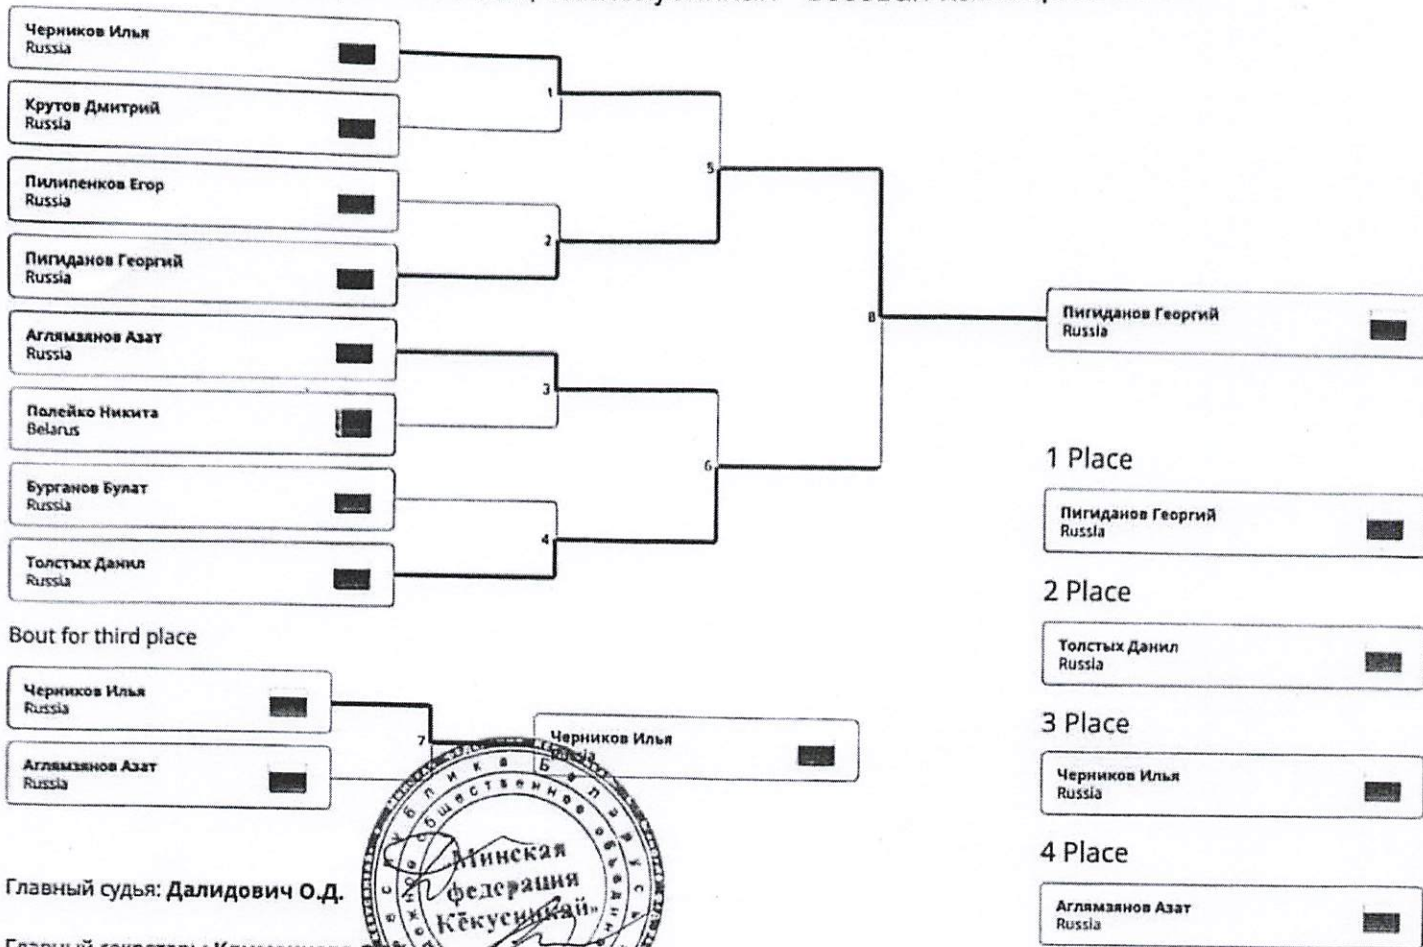 Черников Илья
Russia
Крутов Дмитрий
Russia
1
Пилипенков Егор
Russia
5
Пигиданов Георгий
Russia
2
Аглямзянов Азат
Russia
8
Пигиданов Георгий
Russia
Полейко Никита
Belarus
3
Бурганов Булат
Russia
6
1 Place
Пигиданов Георгий
Russia
Толстых Данил
Russia
4
2 Place
Толстых Данил
Russia
Bout for third place
Черников Илья
Russia
Аглямзянов Азат
Russia
7
Черников Илья
3 Place
Черников Илья
Russia
4 Place
Аглямзянов Азат
Russia
Минская
федерация
Кёкусинкай»
Главный судья: Далидович О.Д.